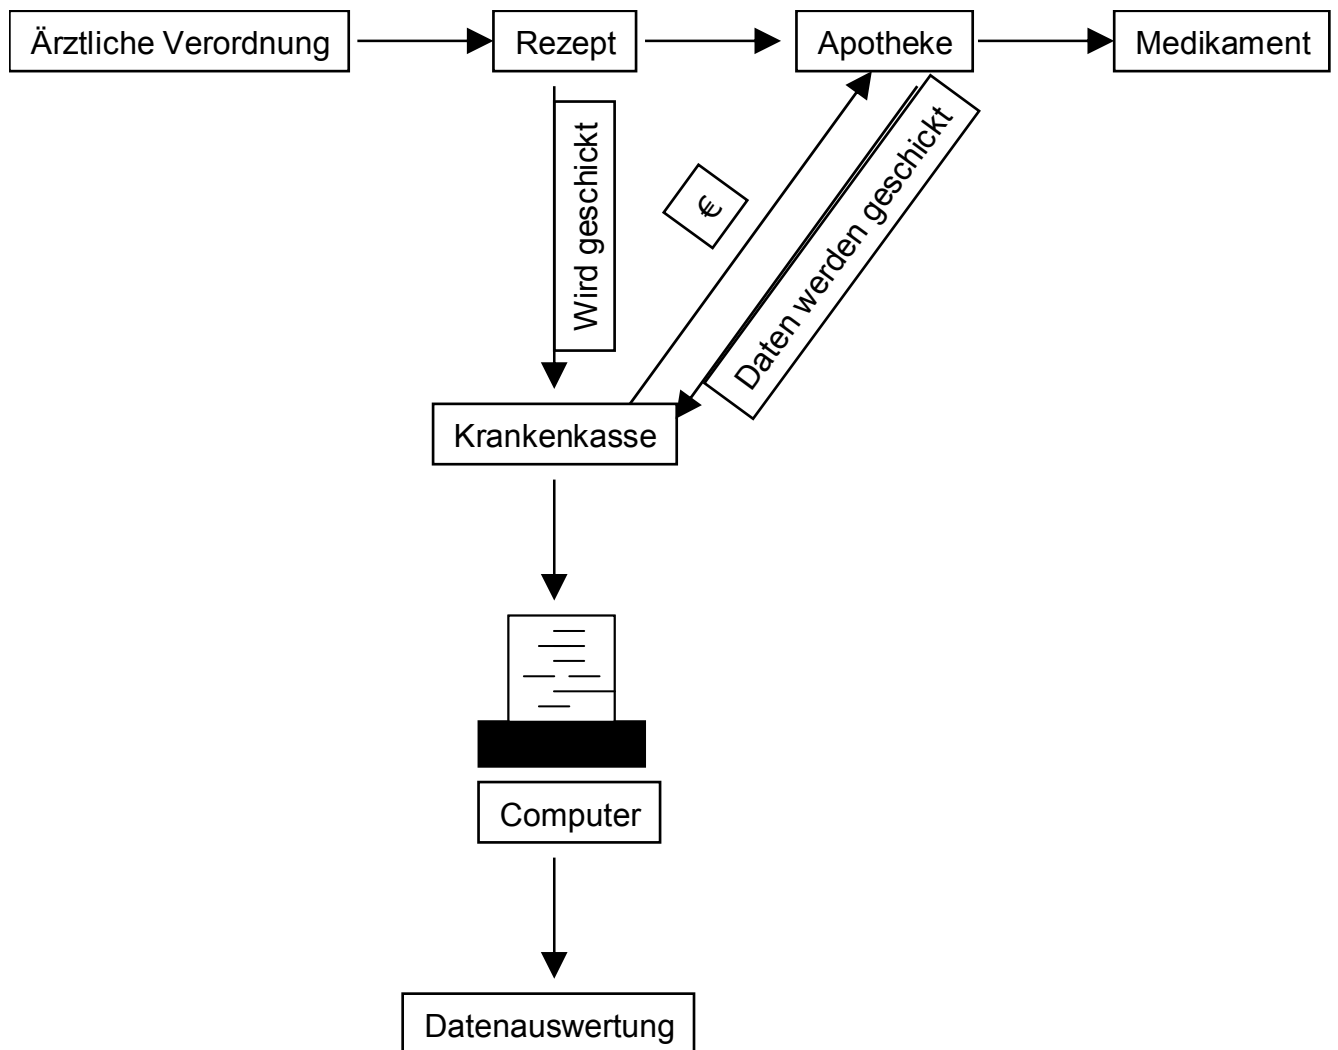 Ärztliche Verordnung
Rezept
Apotheke
Medikament
Wird geschickt
€
Daten werden geschickt
Krankenkasse
Computer
Datenauswertung